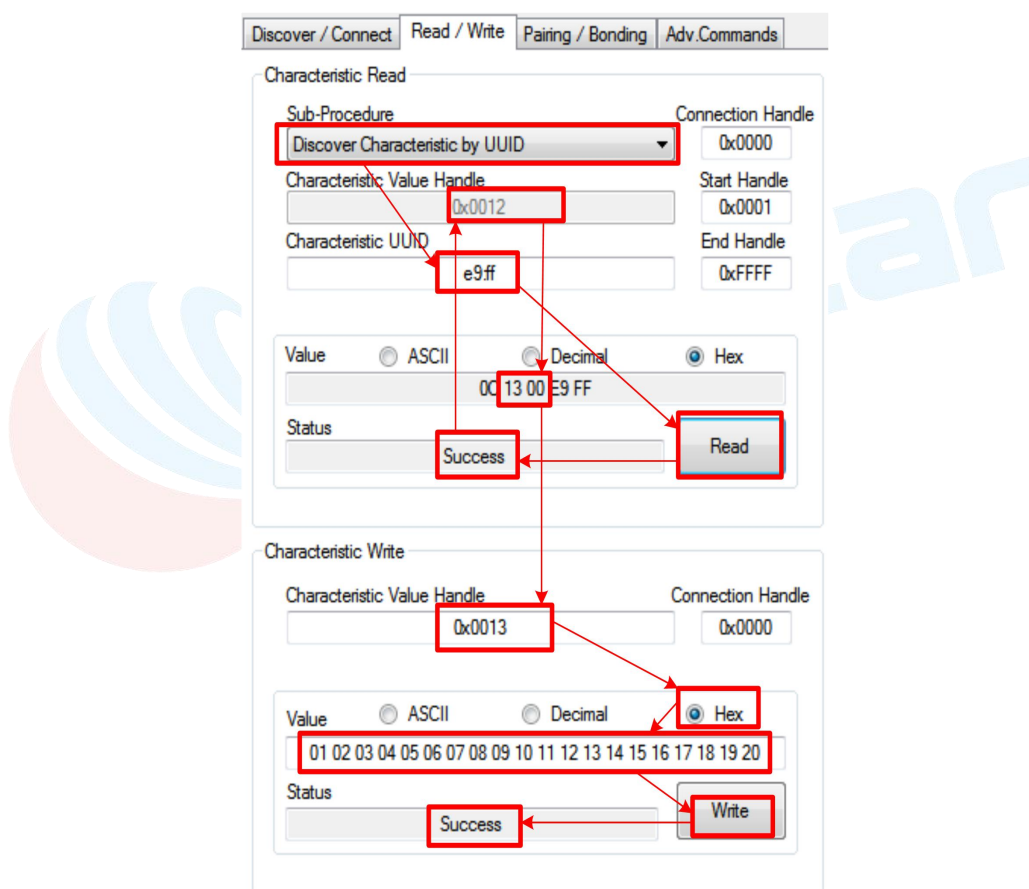 Discover / Connect Read / Write Pairing / Bonding Adv.Commands
Characteristic Read
Sub-Procedure Connection Handle
Discover Characteristic by UUID 0x0000
Characteristic Value Handle Start Handle
0x0012 0x0001
Characteristic UUID End Handle
e9:ff 0xFFFF
Value ASCII Decimal Hex
0C 13 00 E9 FF
Status
Success Read
Characteristic Write
Characteristic Value Handle Connection Handle
0x0013 0x0000
Value ASCII Decimal Hex
01 02 03 04 05 06 07 08 09 10 11 12 13 14 15 16 17 18 19 20
Status
Success Write